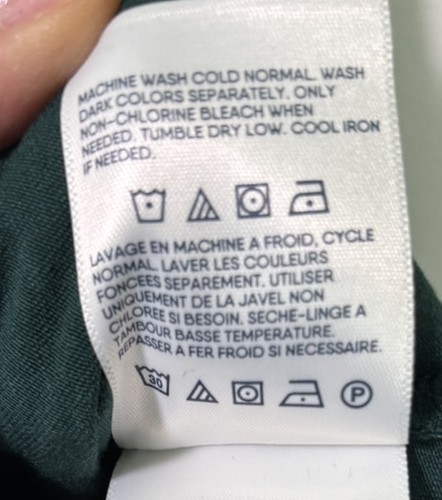 MACHINE WASH COLD NORMAL. WASH
DARK COLORS SEPARATELY. ONLY
NON-CHLORINE BLEACH WHEN
NEEDED. TUMBLE DRY LOW. COOL IRON
IF NEEDED.
LAVAGE EN MACHINE A FROID, CYCLE
NORMAL. LAVER LES COULEURS
FONCEES SEPAREMENT. UTILISER
UNIQUEMENT DE LA JAVEL NON
CHLOREE SI BESOIN. SECHE-LINGE A
TAMBOUR BASSE TEMPERATURE.
REPASSER A FER FROID SI NECESSAIRE.
30 P